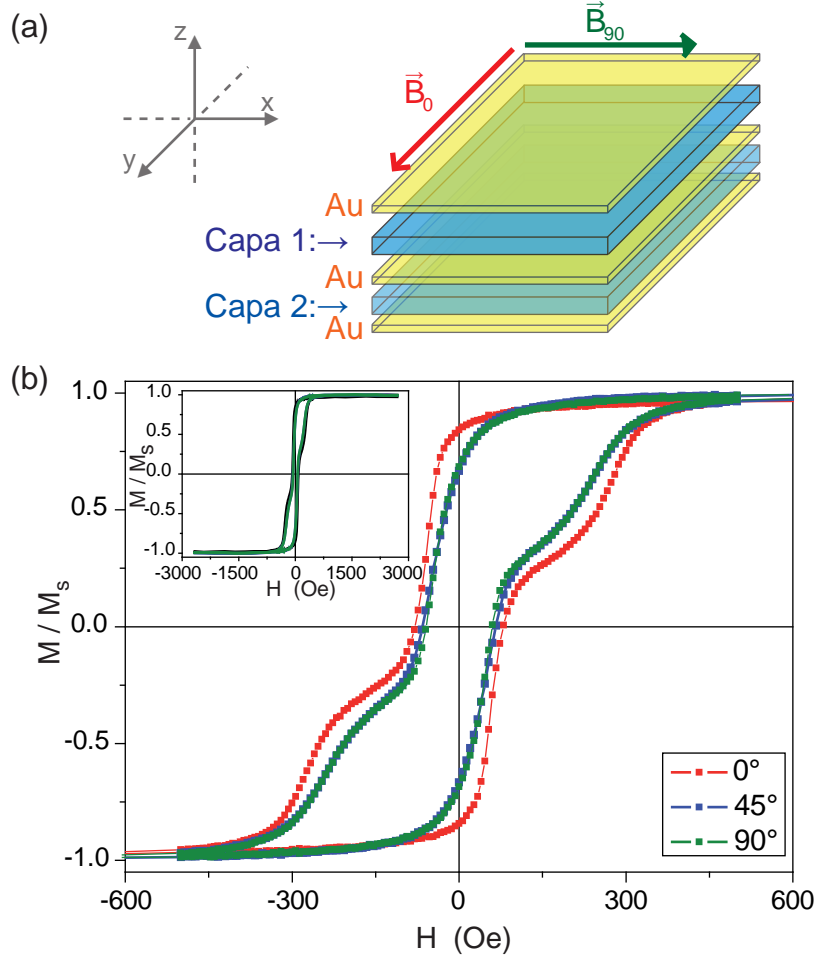 (a)
z
x
y
B⃗₉₀
B⃗₀
Au
Capa 1:→
Au
Capa 2:→
Au
(b)
1.0
0.5
0.0
-0.5
-1.0
M / Mₛ
-600
-300
0
300
600
H (Oe)
1.0
0.5
0.0
-0.5
-1.0
M / Mₛ
-3000
-1500
0
1500
3000
H (Oe)
0°
45°
90°